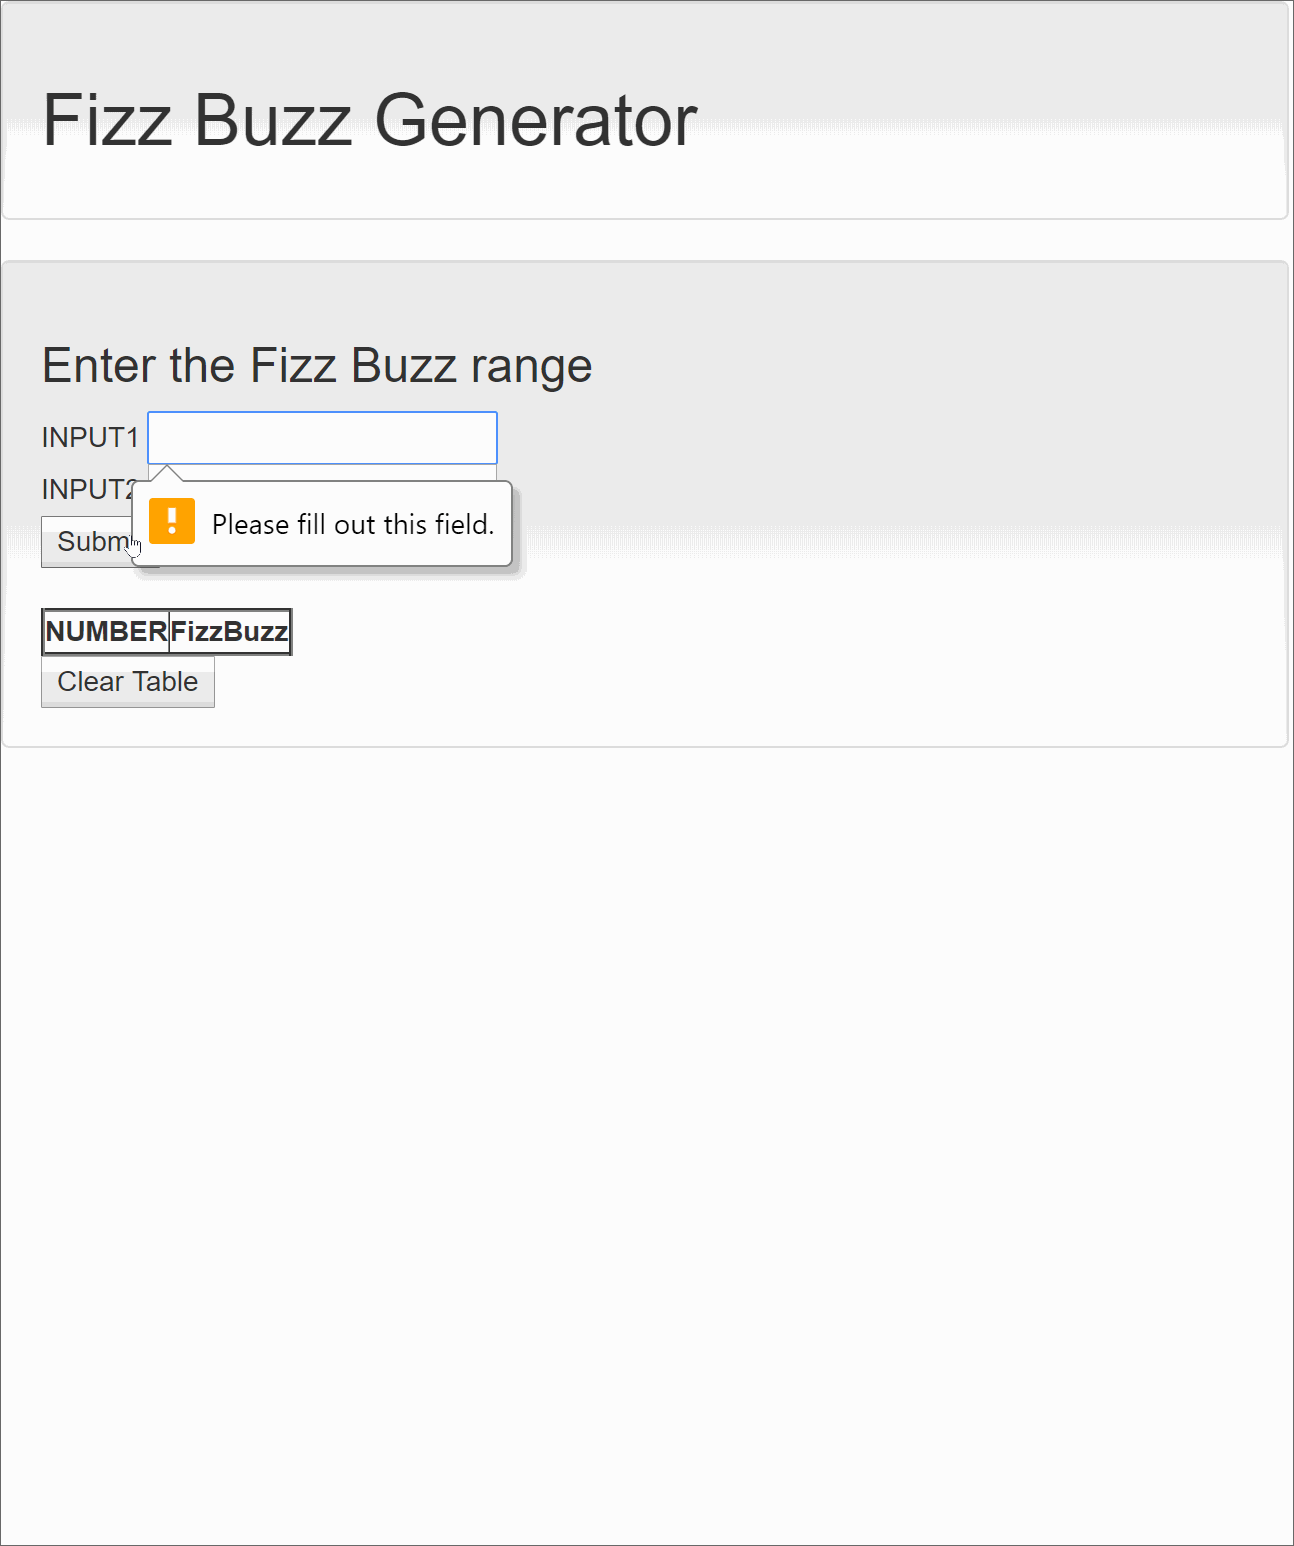 Fizz Buzz Generator
Enter the Fizz Buzz range
INPUT1
INPUT2
Please fill out this field.
Subm
NUMBER FizzBuzz
Clear Table